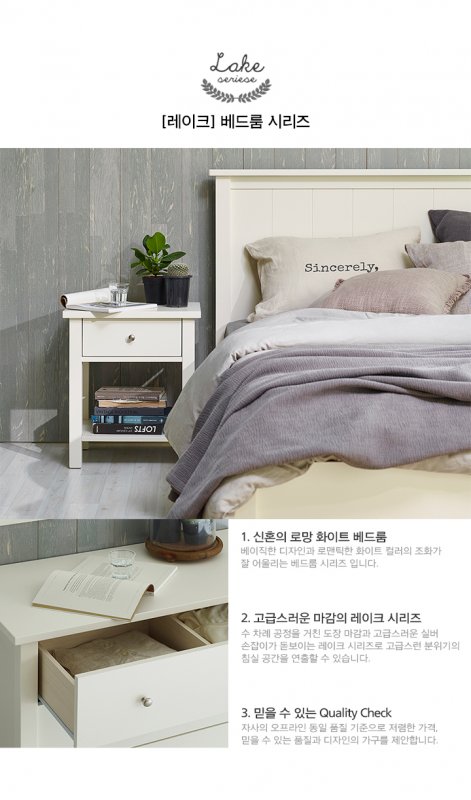 Lake
seriese
[레이크] 베드룸 시리즈
Sincerely,
LOFTS
1. 신혼의 로망 화이트 베드룸
베이직한 디자인과 로맨틱한 화이트 컬러의 조화가
잘 어울리는 베드룸 시리즈 입니다.
2. 고급스러운 마감의 레이크 시리즈
수 차례 공정을 거친 도장 마감과 고급스러운 실버
손잡이가 돋보이는 레이크 시리즈로 고급스런 분위기의
침실 공간을 연출할 수 있습니다.
3. 믿을 수 있는 Quality Check
자사의 오프라인 동일 품질 기준으로 저렴한 가격,
믿을 수 있는 품질과 디자인의 가구를 제안합니다.